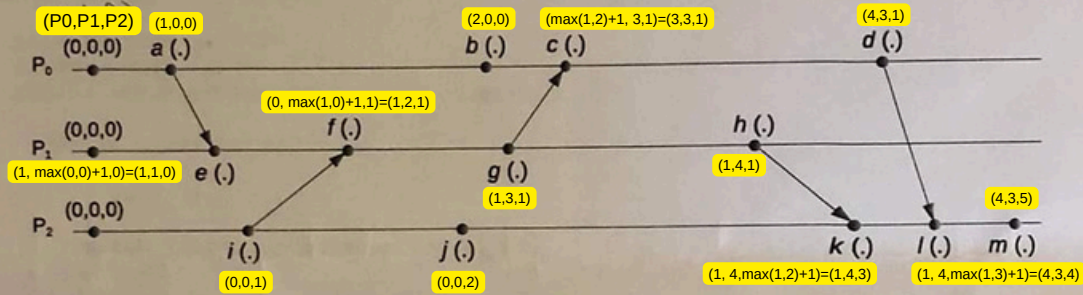 (P0,P1,P2)
(1,0,0)
(2,0,0)
(max(1,2)+1, 3,1)=(3,3,1)
(4,3,1)
(0,0,0)
a (.)
b (.)
c (.)
d (.)
P₀
(0, max(1,0)+1,1)=(1,2,1)
(0,0,0)
f (.)
h (.)
P₁
(1, max(0,0)+1,0)=(1,1,0)
e (.)
g (.)
(1,4,1)
(1,3,1)
(0,0,0)
(4,3,5)
P₂
i (.)
j (.)
k (.)
l (.)
m (.)
(0,0,1)
(0,0,2)
(1, 4,max(1,2)+1)=(1,4,3)
(1, 4,max(1,3)+1)=(4,3,4)